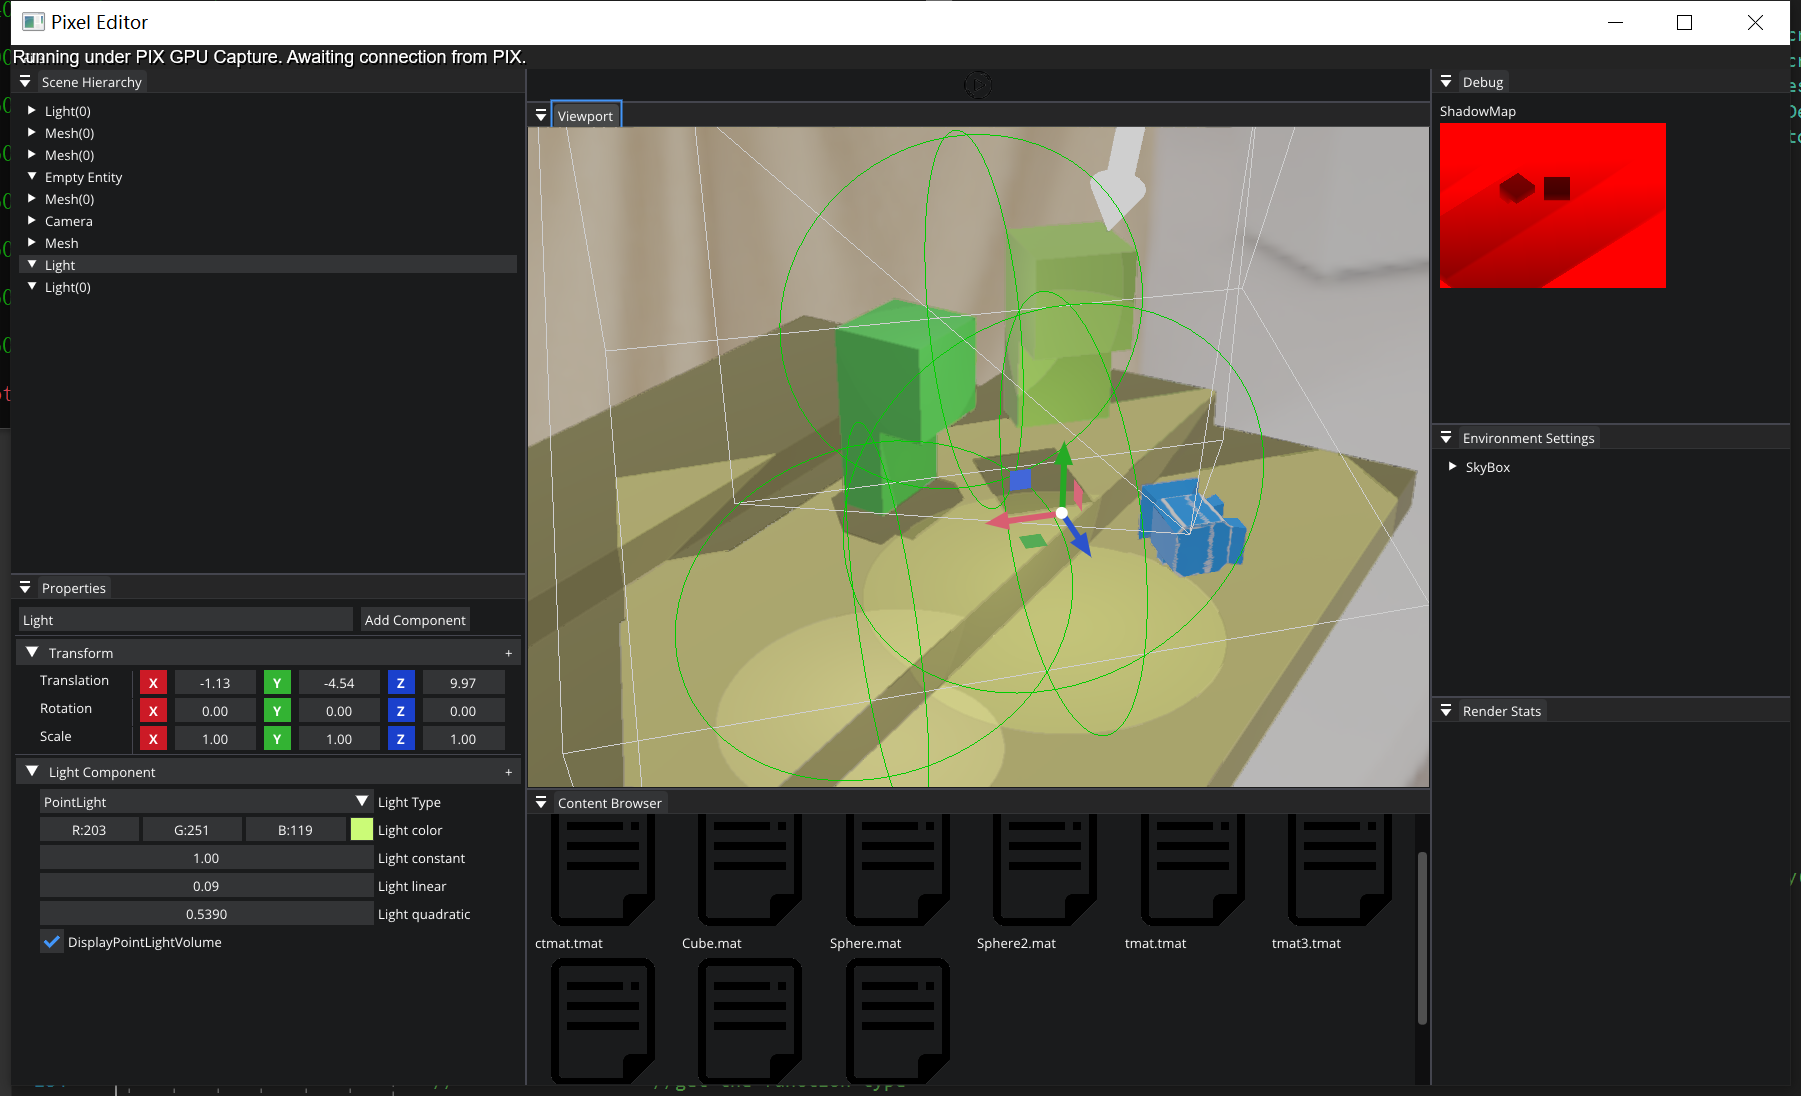 Pixel Editor
Running under PIX GPU Capture. Awaiting connection from PIX.
Scene Hierarchy
Light(0)
Mesh(0)
Mesh(0)
Empty Entity
Mesh(0)
Camera
Mesh
Light
Light(0)
Properties
Light Add Component
Transform +
Translation X -1.13 Y -4.54 Z 9.97
Rotation X 0.00 Y 0.00 Z 0.00
Scale X 1.00 Y 1.00 Z 1.00
Light Component +
PointLight Light Type
R:203 G:251 B:119 Light color
1.00 Light constant
0.09 Light linear
0.5390 Light quadratic
DisplayPointLightVolume
Viewport
Content Browser
ctmat.tmat Cube.mat Sphere.mat Sphere2.mat tmat.tmat tmat3.tmat
Debug
ShadowMap
Environment Settings
SkyBox
Render Stats